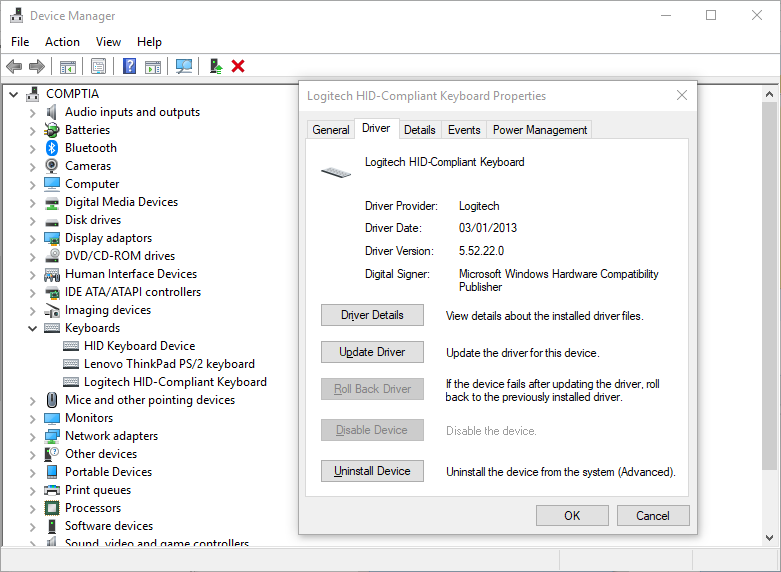 Device Manager
File Action View Help
COMPTIA
Audio inputs and outputs
Batteries
Bluetooth
Cameras
Computer
Digital Media Devices
Disk drives
Display adaptors
DVD/CD-ROM drives
Human Interface Devices
IDE ATA/ATAPI controllers
Imaging devices
Keyboards
HID Keyboard Device
Lenovo ThinkPad PS/2 keyboard
Logitech HID-Compliant Keyboard
Mice and other pointing devices
Monitors
Network adapters
Other devices
Portable Devices
Print queues
Processors
Software devices
Sound, video and game controllers
Logitech HID-Compliant Keyboard Properties
General Driver Details Events Power Management
Logitech HID-Compliant Keyboard
Driver Provider: Logitech
Driver Date: 03/01/2013
Driver Version: 5.52.22.0
Digital Signer: Microsoft Windows Hardware Compatibility
Publisher
Driver Details View details about the installed driver files.
Update Driver Update the driver for this device.
Roll Back Driver If the device fails after updating the driver, roll
back to the previously installed driver.
Disable Device Disable the device.
Uninstall Device Uninstall the device from the system (Advanced).
OK Cancel